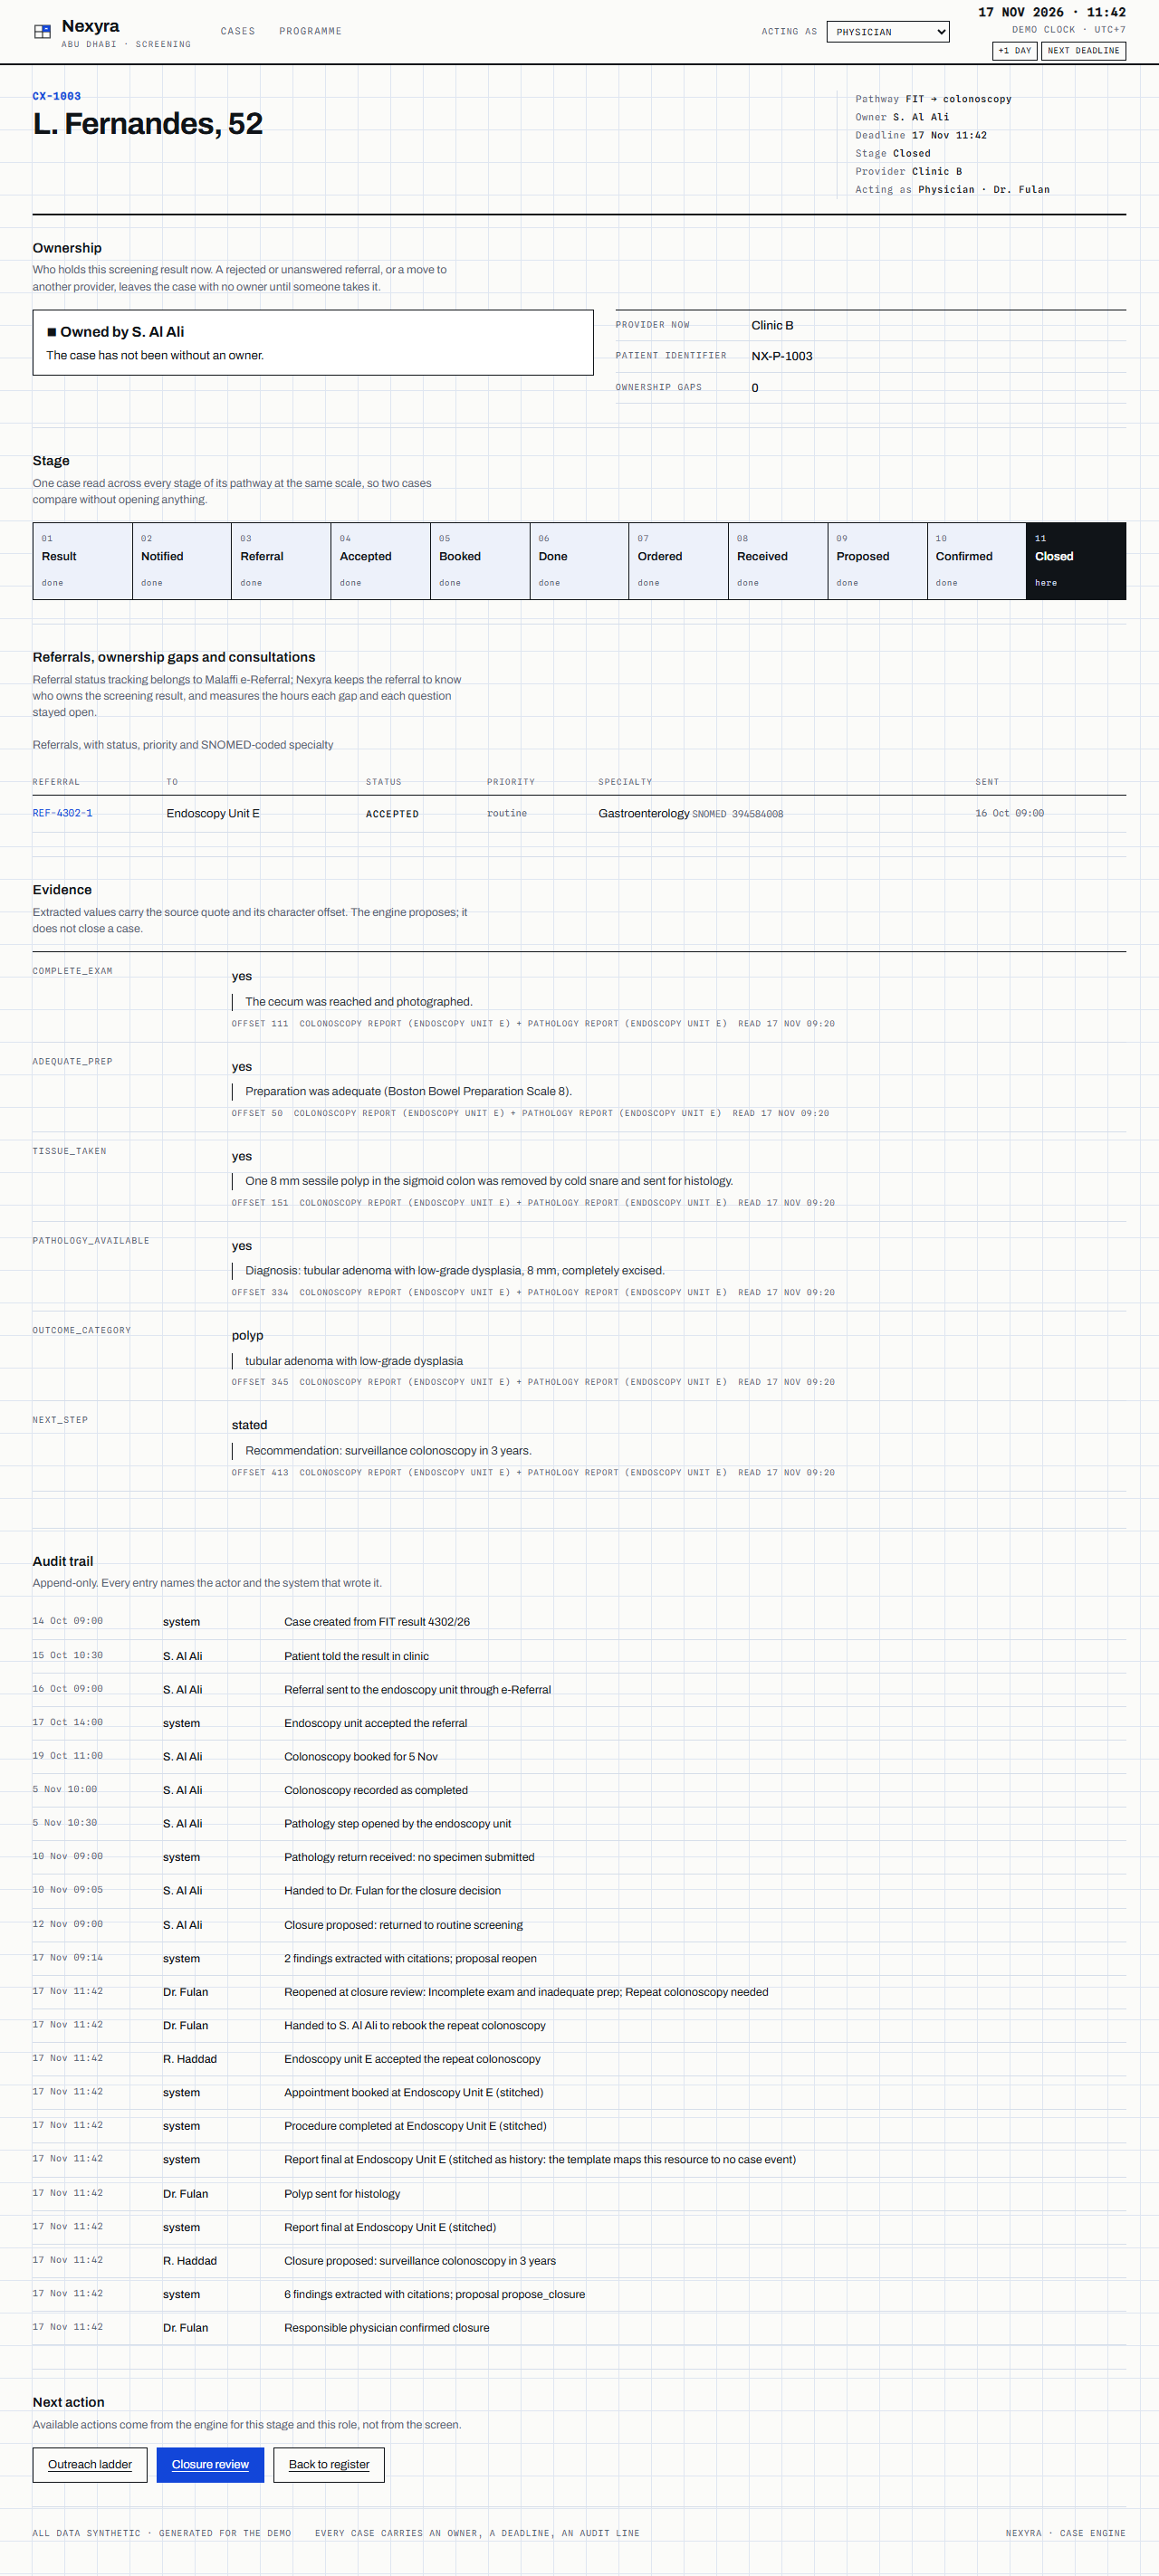 Nexyra
ABU DHABI · SCREENING
CASES PROGRAMME
ACTING AS PHYSICIAN
17 NOV 2026 · 11:42
DEMO CLOCK · UTC+7
+1 DAY NEXT DEADLINE
CX-1003
L. Fernandes, 52
Pathway FIT → colonoscopy
Owner S. Al Ali
Deadline 17 Nov 11:42
Stage Closed
Provider Clinic B
Acting as Physician · Dr. Fulan
Ownership
Who holds this screening result now. A rejected or unanswered referral, or a move to
another provider, leaves the case with no owner until someone takes it.
■ Owned by S. Al Ali
The case has not been without an owner.
PROVIDER NOW Clinic B
PATIENT IDENTIFIER NX-P-1003
OWNERSHIP GAPS 0
Stage
One case read across every stage of its pathway at the same scale, so two cases
compare without opening anything.
01 02 03 04 05 06 07 08 09 10 11
Result Notified Referral Accepted Booked Done Ordered Received Proposed Confirmed Closed
done done done done done done done done done done here
Referrals, ownership gaps and consultations
Referral status tracking belongs to Malaffi e-Referral; Nexyra keeps the referral to know
who owns the screening result, and measures the hours each gap and each question
stayed open.
Referrals, with status, priority and SNOMED-coded specialty
REFERRAL TO STATUS PRIORITY SPECIALTY SENT
REF-4302-1 Endoscopy Unit E ACCEPTED routine Gastroenterology SNOMED 394584008 16 Oct 09:00
Evidence
Extracted values carry the source quote and its character offset. The engine proposes; it
does not close a case.
COMPLETE_EXAM yes
The cecum was reached and photographed.
OFFSET 111 COLONOSCOPY REPORT (ENDOSCOPY UNIT E) + PATHOLOGY REPORT (ENDOSCOPY UNIT E) READ 17 NOV 09:20
ADEQUATE_PREP yes
Preparation was adequate (Boston Bowel Preparation Scale 8).
OFFSET 50 COLONOSCOPY REPORT (ENDOSCOPY UNIT E) + PATHOLOGY REPORT (ENDOSCOPY UNIT E) READ 17 NOV 09:20
TISSUE_TAKEN yes
One 8 mm sessile polyp in the sigmoid colon was removed by cold snare and sent for histology.
OFFSET 151 COLONOSCOPY REPORT (ENDOSCOPY UNIT E) + PATHOLOGY REPORT (ENDOSCOPY UNIT E) READ 17 NOV 09:20
PATHOLOGY_AVAILABLE yes
Diagnosis: tubular adenoma with low-grade dysplasia, 8 mm, completely excised.
OFFSET 334 COLONOSCOPY REPORT (ENDOSCOPY UNIT E) + PATHOLOGY REPORT (ENDOSCOPY UNIT E) READ 17 NOV 09:20
OUTCOME_CATEGORY polyp
tubular adenoma with low-grade dysplasia
OFFSET 345 COLONOSCOPY REPORT (ENDOSCOPY UNIT E) + PATHOLOGY REPORT (ENDOSCOPY UNIT E) READ 17 NOV 09:20
NEXT_STEP stated
Recommendation: surveillance colonoscopy in 3 years.
OFFSET 413 COLONOSCOPY REPORT (ENDOSCOPY UNIT E) + PATHOLOGY REPORT (ENDOSCOPY UNIT E) READ 17 NOV 09:20
Audit trail
Append-only. Every entry names the actor and the system that wrote it.
14 Oct 09:00 system Case created from FIT result 4302/26
15 Oct 10:30 S. Al Ali Patient told the result in clinic
16 Oct 09:00 S. Al Ali Referral sent to the endoscopy unit through e-Referral
17 Oct 14:00 system Endoscopy unit accepted the referral
19 Oct 11:00 S. Al Ali Colonoscopy booked for 5 Nov
5 Nov 10:00 S. Al Ali Colonoscopy recorded as completed
5 Nov 10:30 S. Al Ali Pathology step opened by the endoscopy unit
10 Nov 09:00 system Pathology return received: no specimen submitted
10 Nov 09:05 S. Al Ali Handed to Dr. Fulan for the closure decision
12 Nov 09:00 S. Al Ali Closure proposed: returned to routine screening
17 Nov 09:14 system 2 findings extracted with citations; proposal reopen
17 Nov 11:42 Dr. Fulan Reopened at closure review: Incomplete exam and inadequate prep; Repeat colonoscopy needed
17 Nov 11:42 Dr. Fulan Handed to S. Al Ali to rebook the repeat colonoscopy
17 Nov 11:42 R. Haddad Endoscopy unit E accepted the repeat colonoscopy
17 Nov 11:42 system Appointment booked at Endoscopy Unit E (stitched)
17 Nov 11:42 system Procedure completed at Endoscopy Unit E (stitched)
17 Nov 11:42 system Report final at Endoscopy Unit E (stitched as history: the template maps this resource to no case event)
17 Nov 11:42 Dr. Fulan Polyp sent for histology
17 Nov 11:42 system Report final at Endoscopy Unit E (stitched)
17 Nov 11:42 R. Haddad Closure proposed: surveillance colonoscopy in 3 years
17 Nov 11:42 system 6 findings extracted with citations; proposal propose_closure
17 Nov 11:42 Dr. Fulan Responsible physician confirmed closure
Next action
Available actions come from the engine for this stage and this role, not from the screen.
Outreach ladder Closure review Back to register
ALL DATA SYNTHETIC · GENERATED FOR THE DEMO EVERY CASE CARRIES AN OWNER, A DEADLINE, AN AUDIT LINE NEXYRA · CASE ENGINE